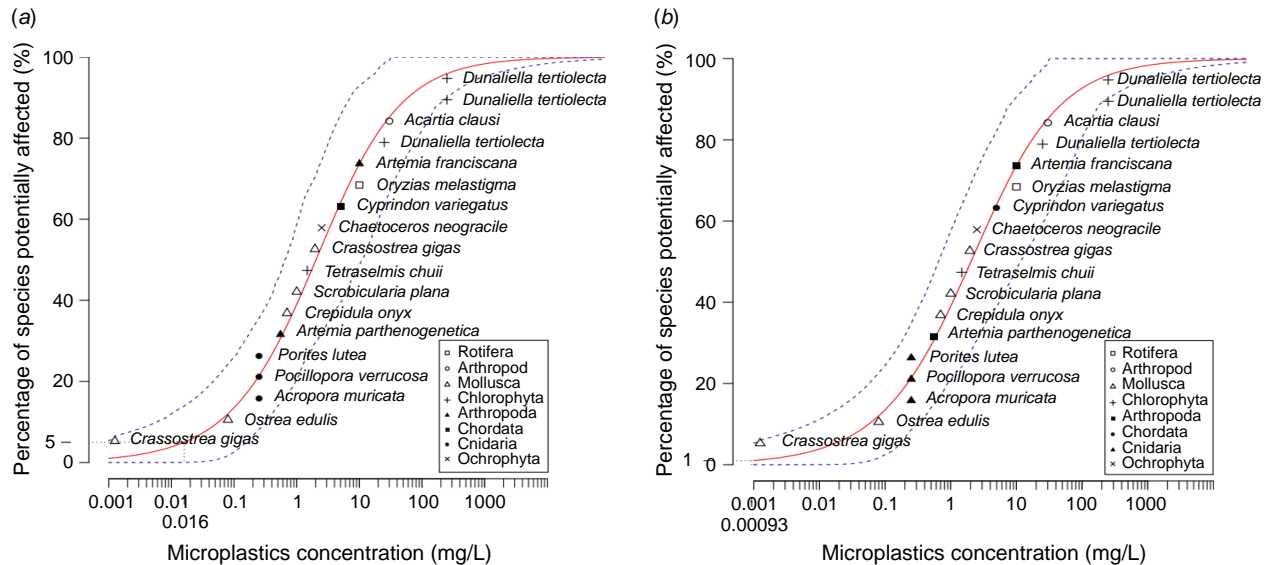 (a)
Percentage of species potentially affected (%)
100
80
60
40
20
5
0
Dunaliella tertiolecta
Dunaliella tertiolecta
Acartia clausi
Dunaliella tertiolecta
Artemia franciscana
Oryzias melastigma
Cyprindon variegatus
Chaetoceros neogracile
Crassostrea gigas
Tetraselmis chuii
Scrobicularia plana
Crepidula onyx
Artemia parthenogenetica
Porites lutea
Pocillopora verrucosa
Acropora muricata
Ostrea edulis
Crassostrea gigas
Rotifera
Arthropod
Mollusca
Chlorophyta
Arthropoda
Chordata
Cnidaria
Ochrophyta
0.001 0.01 0.1 1 10 100 1000
0.016
Microplastics concentration (mg/L)
(b)
Percentage of species potentially affected (%)
100
80
60
40
20
1 0
Dunaliella tertiolecta
Dunaliella tertiolecta
Acartia clausi
Dunaliella tertiolecta
Artemia franciscana
Oryzias melastigma
Cyprindon variegatus
Chaetoceros neogracile
Crassostrea gigas
Tetraselmis chuii
Scrobicularia plana
Crepidula onyx
Artemia parthenogenetica
Porites lutea
Pocillopora verrucosa
Acropora muricata
Ostrea edulis
Crassostrea gigas
Rotifera
Arthropod
Mollusca
Chlorophyta
Arthropoda
Chordata
Cnidaria
Ochrophyta
0.001 0.01 0.1 1 10 100 1000
0.00093
Microplastics concentration (mg/L)